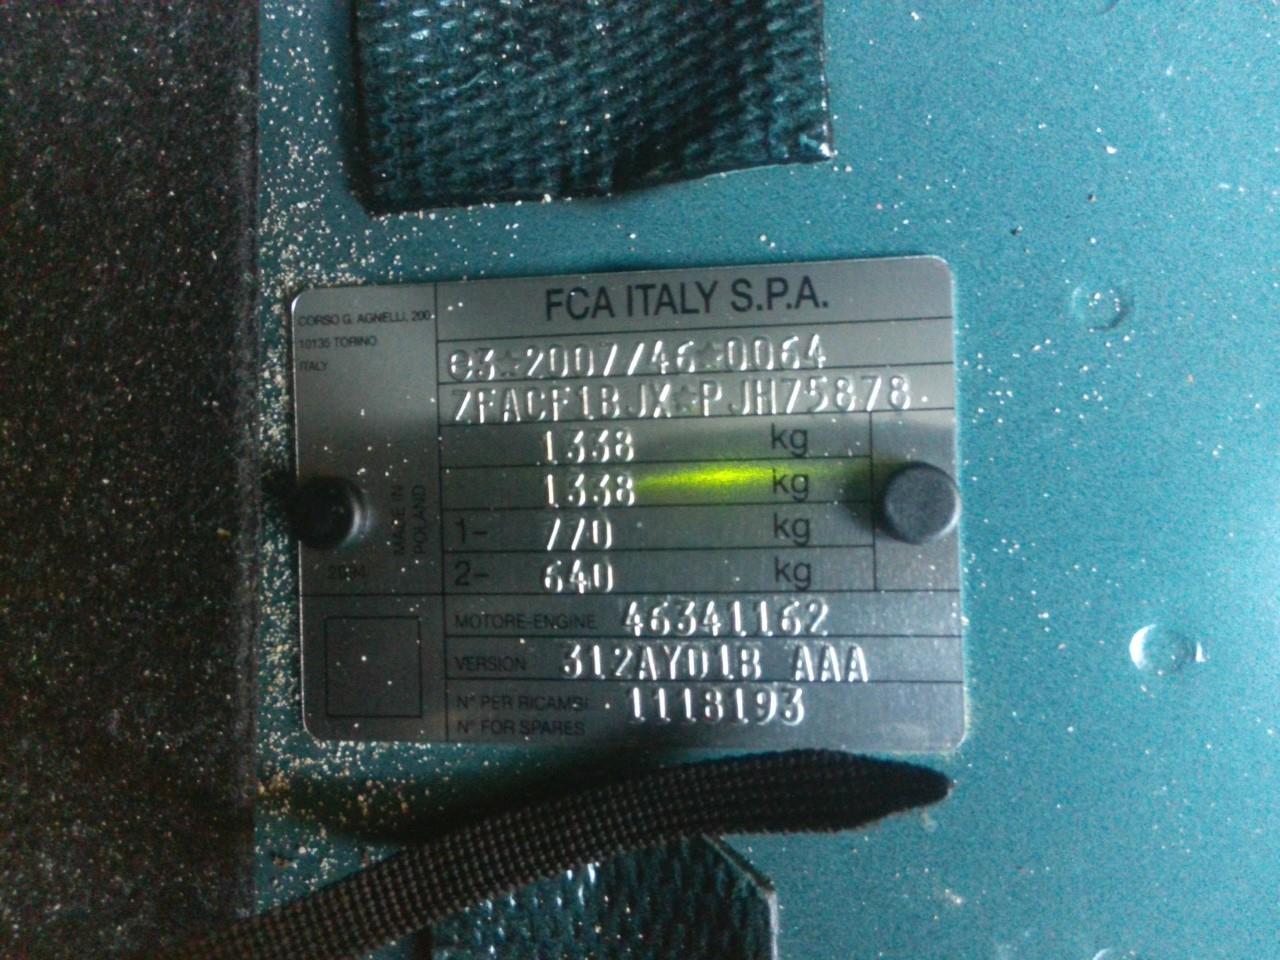 FCA ITALY S.P.A.
CORSO G. AGNELLI, 200
10135 TORINO
ITALY
e3*2007/46*0064
ZFACF1BJX*PJH75878
1338 kg
1338 kg
1- 770 kg
2- 640 kg
MADE IN
POLAND
MOTORE-ENGINE 46341162
VERSION 312AYD1B AAA
N° PER RICAMBI 1118193
N° FOR SPARES